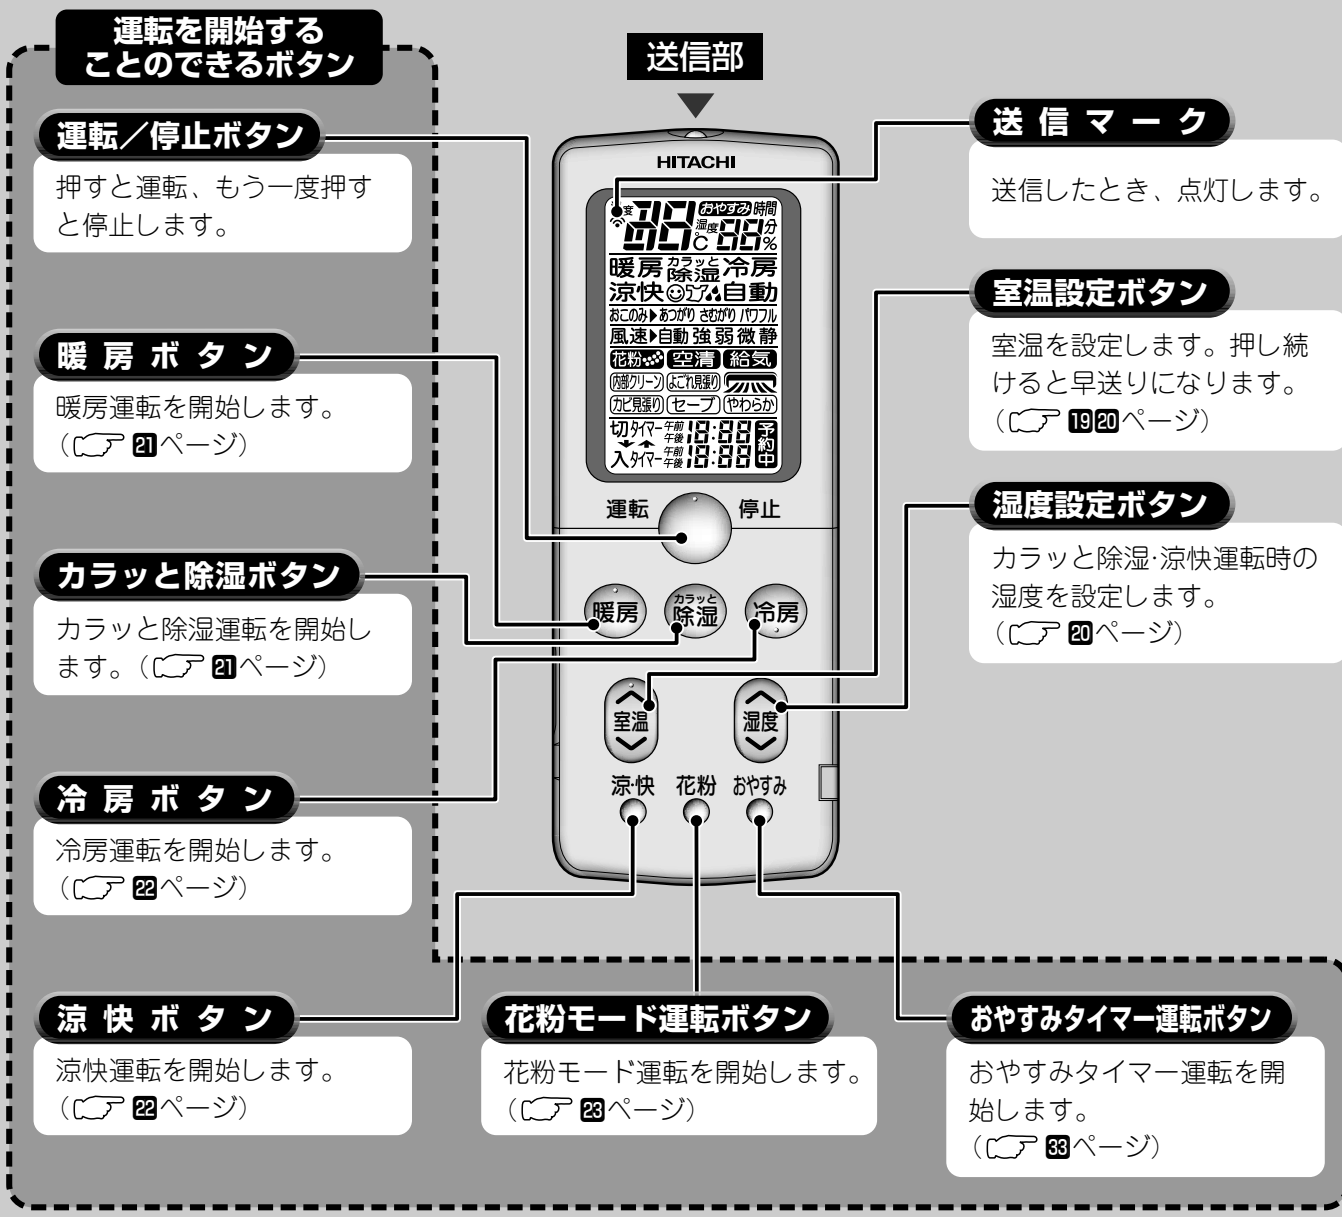 運転を開始する
ことのできるボタン
運転／停止ボタン
押すと運転、もう一度押す
と停止します。
暖房ボタン
暖房運転を開始します。
（21ページ）
カラッと除湿ボタン
カラッと除湿運転を開始し
ます。（21ページ）
冷房ボタン
冷房運転を開始します。
（22ページ）
涼快ボタン
涼快運転を開始します。
（22ページ）
送信部
HITACHI
おやすみ 時間
湿度 分
℃ 88 %
暖房 カラッと除湿 冷房
涼快 自動
おこのみ▶あつがり さむがり パワフル
風速▶自動 強 弱 微 静
花粉 空清 給気
内部クリーン よごれ見張り
カビ見張り セーブ やわらか
切タイマー 午前 午後 18:88 予約中
入タイマー 午前 午後 18:88
運転 停止
暖房 カラッと除湿 冷房
室温 湿度
涼快 花粉 おやすみ
送信マーク
送信したとき、点灯します。
室温設定ボタン
室温を設定します。押し続
けると早送りになります。
（19 20ページ）
湿度設定ボタン
カラッと除湿･涼快運転時の
湿度を設定します。
（20ページ）
花粉モード運転ボタン
花粉モード運転を開始します。
（23ページ）
おやすみタイマー運転ボタン
おやすみタイマー運転を開
始します。
（33ページ）